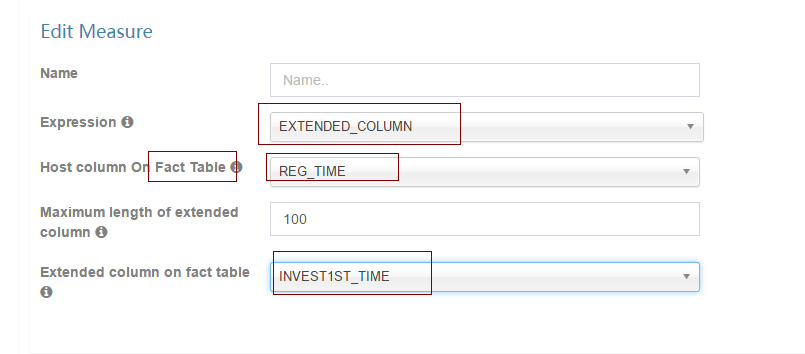 Edit Measure
Name
Name..
Expression
EXTENDED_COLUMN
Host column On Fact Table
REG_TIME
Maximum length of extended
column
100
Extended column on fact table
INVEST1ST_TIME